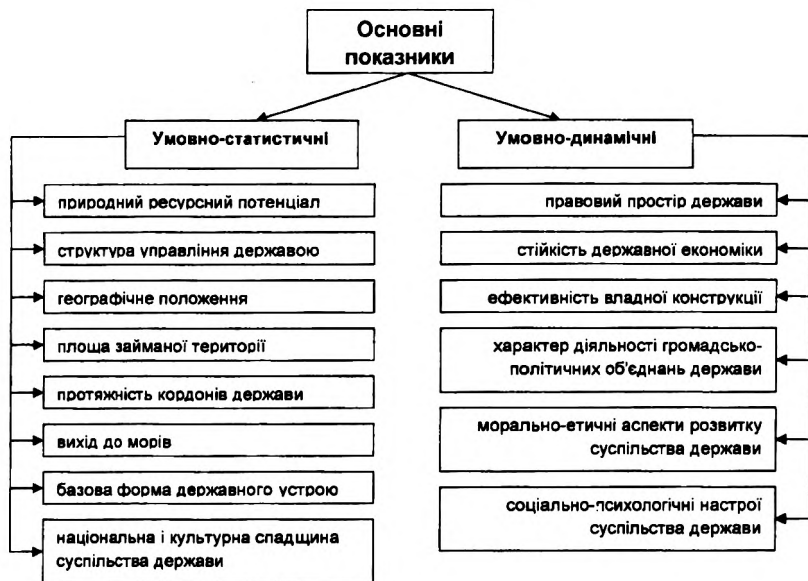 Основні
показники
Умовно-статистичні
Умовно-динамічні
природний ресурсний потенціал
структура управління державою
географічне положення
площа займаної території
протяжність кордонів держави
вихід до морів
базова форма державного устрою
національна і культурна спадщина
суспільства держави
правовий простір держави
стійкість державної економіки
ефективність владної конструкції
характер діяльності громадсько-
політичних об'єднань держави
морально-етичні аспекти розвитку
суспільства держави
соціально-психологічні настрої
суспільства держави